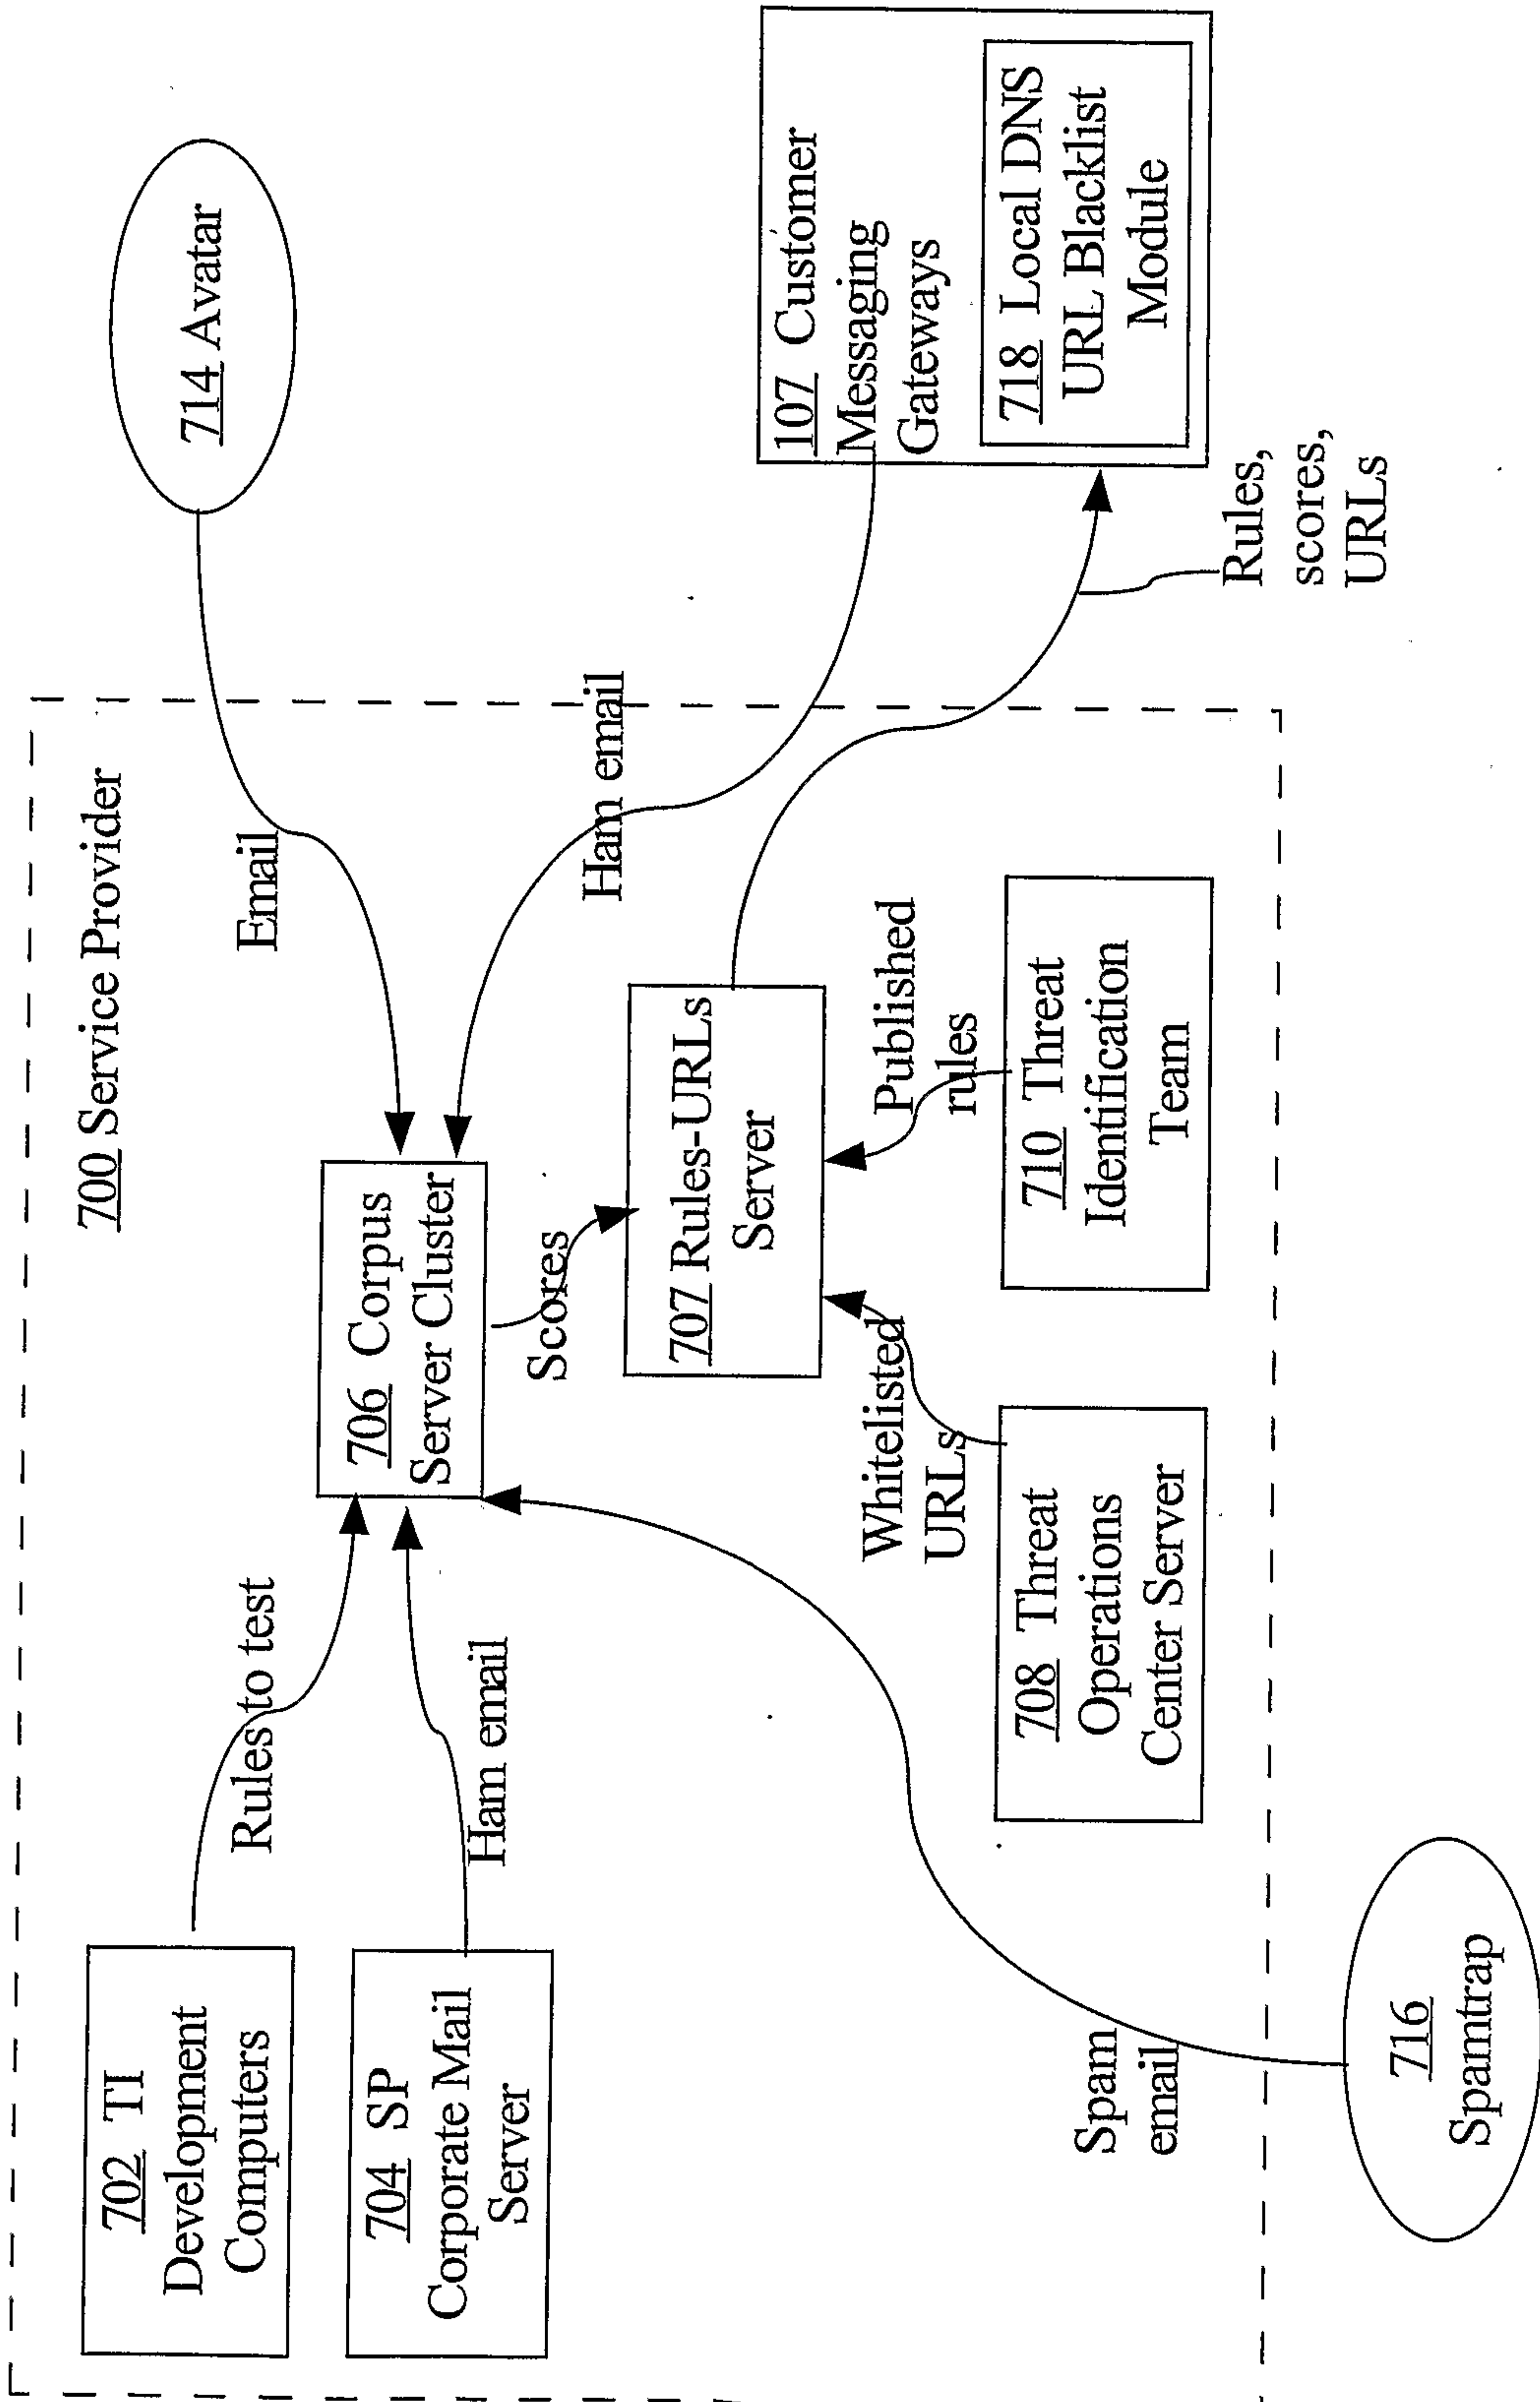 700 Service Provider
702 TI
Development
Computers
Rules to test
704 SP
Corporate Mail
Server
Ham email
706 Corpus
Server Cluster
Email
714 Avatar
Ham email
Scores
707 Rules-URLs
Server
107 Customer
Messaging
Gateways
718 Local DNS
URL Blacklist
Module
Whitelisted
URLs
Published
rules
708 Threat
Operations
Center Server
710 Threat
Identification
Team
Rules,
scores,
URLs
Spam
email
716
Spamtrap